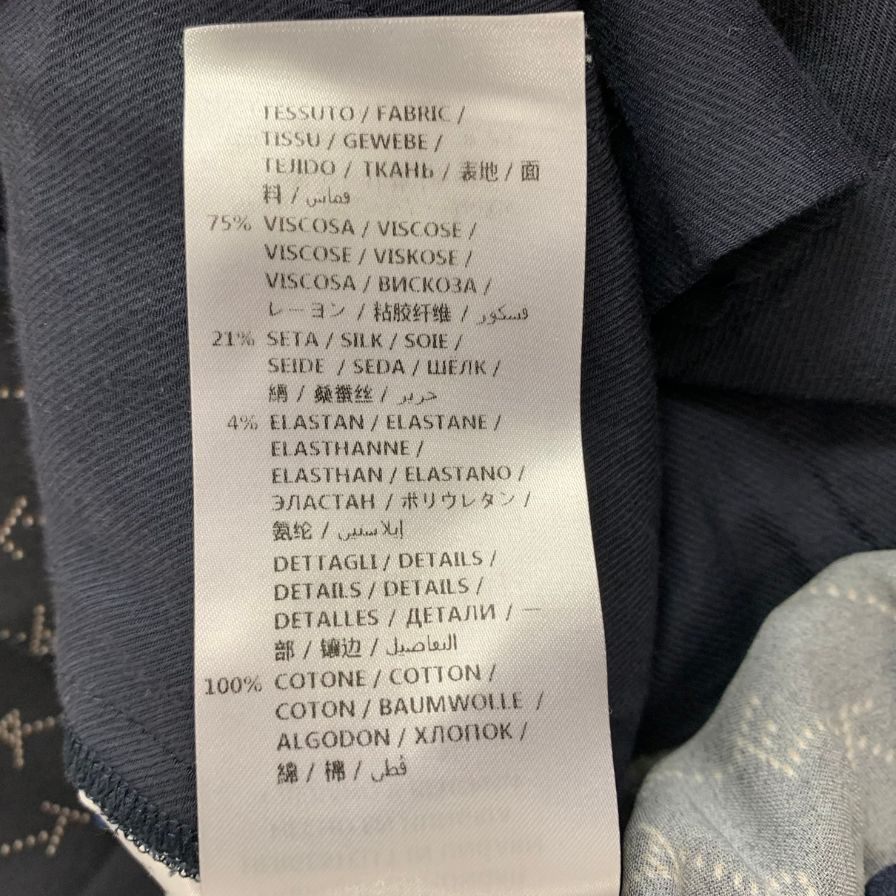 TESSUTO / FABRIC /
TISSU / GEWEBE /
TEJIDO / ТКАНЬ / 表地 / 面
料 / قماس
75% VISCOSA / VISCOSE /
VISCOSE / VISKOSE /
VISCOSA / ВИСКОЗА /
レーヨン / 粘胶纤维 / فسكور
21% SETA / SILK / SOIE /
SEIDE / SEDA / ШЁЛК /
絹 / 桑蚕丝 / حرير
4% ELASTAN / ELASTANE /
ELASTHANNE /
ELASTHAN / ELASTANO /
ЭЛАСТАН / ポリウレタン /
氨纶 / إيلاستين
DETTAGLI / DETAILS /
DETAILS / DETAILS /
DETALLES / ДЕТАЛИ / 一
部 / 镶边 / التفاصيل
100% COTONE / COTTON /
COTON / BAUMWOLLE /
ALGODON / ХЛОПОК /
綿 / 棉 / قطن